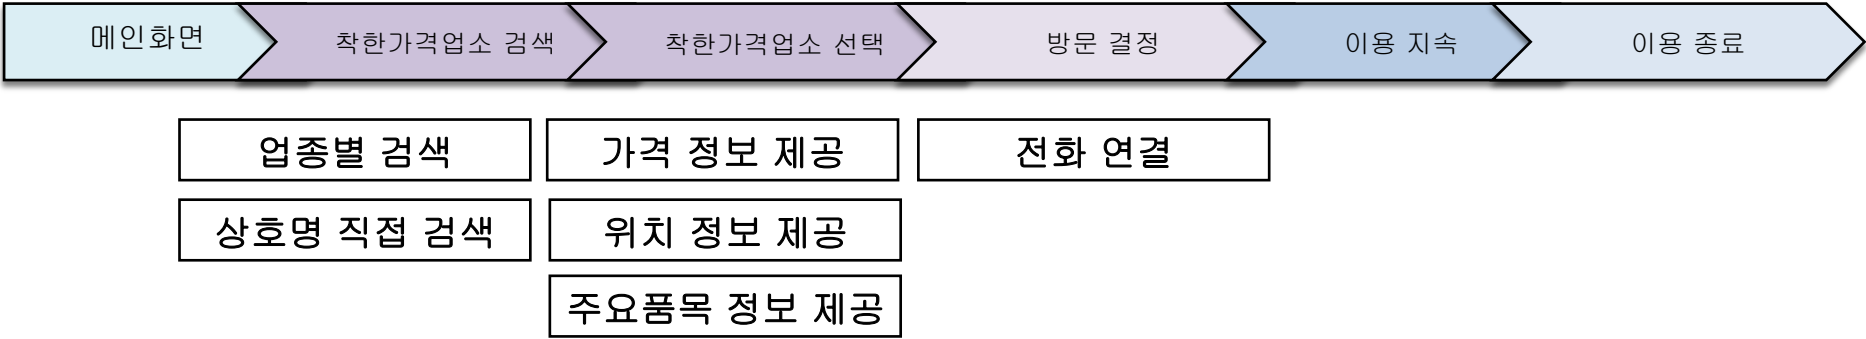 메인화면
착한가격업소 검색
착한가격업소 선택
방문 결정
이용 지속
이용 종료
업종별 검색
가격 정보 제공
전화 연결
상호명 직접 검색
위치 정보 제공
주요품목 정보 제공